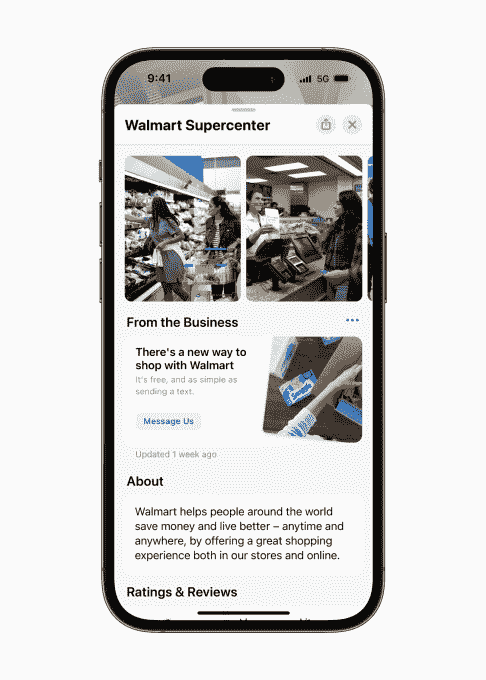 9:41
5G
Walmart Supercenter
From the Business
There's a new way to
shop with Walmart
It's free, and as simple as
sending a text.
Message Us
Updated 1 week ago
About
Walmart helps people around the world
save money and live better – anytime and
anywhere, by offering a great shopping
experience both in our stores and online.
Ratings & Reviews